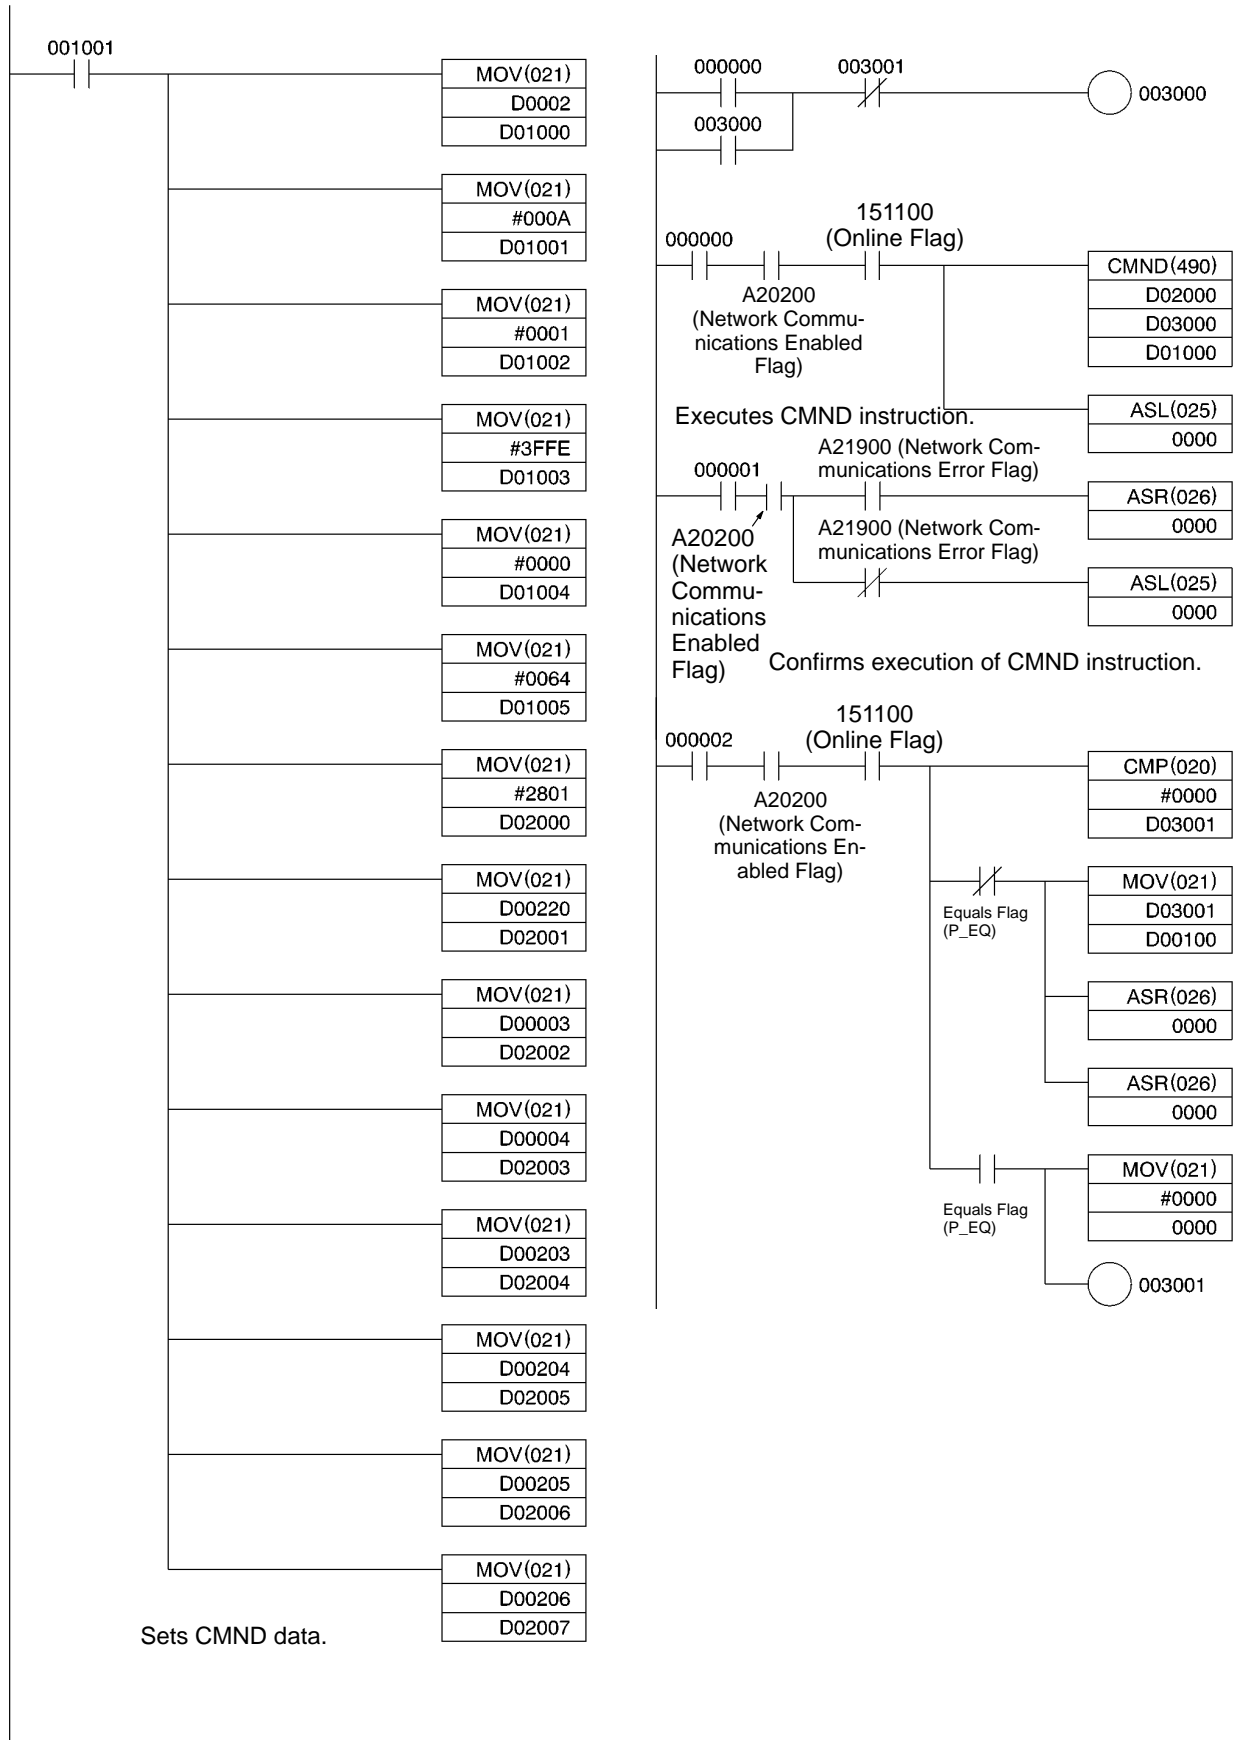 001001
MOV(021)
D0002
D01000
MOV(021)
#000A
D01001
MOV(021)
#0001
D01002
MOV(021)
#3FFE
D01003
MOV(021)
#0000
D01004
MOV(021)
#0064
D01005
MOV(021)
#2801
D02000
MOV(021)
D00220
D02001
MOV(021)
D00003
D02002
MOV(021)
D00004
D02003
MOV(021)
D00203
D02004
MOV(021)
D00204
D02005
MOV(021)
D00205
D02006
MOV(021)
D00206
D02007
Sets CMND data.
000000
003001
003000
003000
000000
151100
(Online Flag)
A20200
(Network Commu-
nications Enabled
Flag)
CMND(490)
D02000
D03000
D01000
ASL(025)
0000
Executes CMND instruction.
000001
A21900 (Network Com-
munications Error Flag)
ASR(026)
0000
A20200
(Network
Commu-
nications
Enabled
Flag)
A21900 (Network Com-
munications Error Flag)
ASL(025)
0000
Confirms execution of CMND instruction.
000002
151100
(Online Flag)
A20200
(Network Com-
munications En-
abled Flag)
CMP(020)
#0000
D03001
Equals Flag
(P_EQ)
MOV(021)
D03001
D00100
ASR(026)
0000
ASR(026)
0000
Equals Flag
(P_EQ)
MOV(021)
#0000
0000
003001